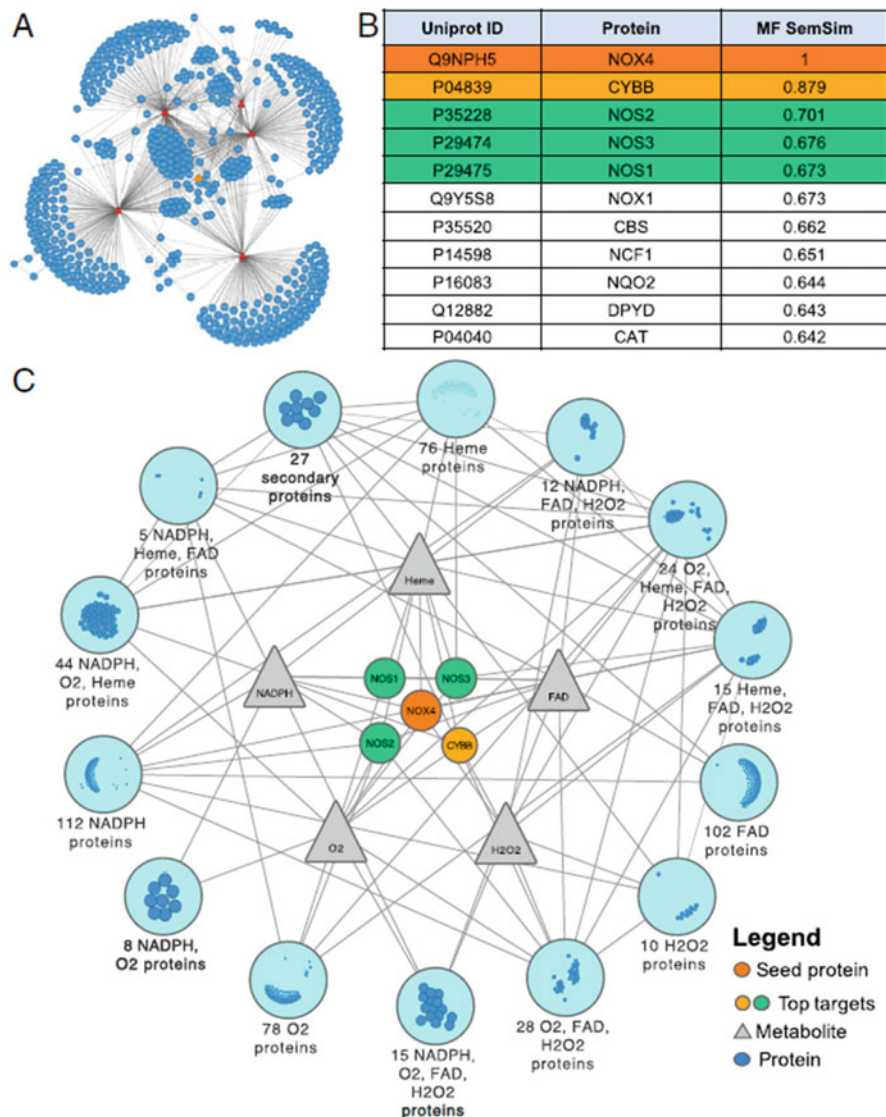 A
B
Uniprot ID Protein MF SemSim
Q9NPH5 NOX4 1
P04839 CYBB 0.879
P35228 NOS2 0.701
P29474 NOS3 0.676
P29475 NOS1 0.673
Q9Y5S8 NOX1 0.673
P35520 CBS 0.662
P14598 NCF1 0.651
P16083 NQO2 0.644
Q12882 DPYD 0.643
P04040 CAT 0.642
C
27
secondary
proteins
76 Heme
proteins
12 NADPH,
FAD, H2O2
proteins
5 NADPH,
Heme, FAD
proteins
24 O2,
Heme, FAD,
H2O2
proteins
Heme
44 NADPH,
O2, Heme
proteins
NADPH
NOS1
NOS3
FAD
15 Heme,
FAD, H2O2
proteins
NOX4
NOS2
CYBB
112 NADPH
proteins
102 FAD
proteins
O2
H2O2
8 NADPH,
O2 proteins
10 H2O2
proteins
78 O2
proteins
15 NADPH,
O2, FAD,
H2O2
proteins
28 O2, FAD,
H2O2
proteins
Legend
Seed protein
Top targets
Metabolite
Protein